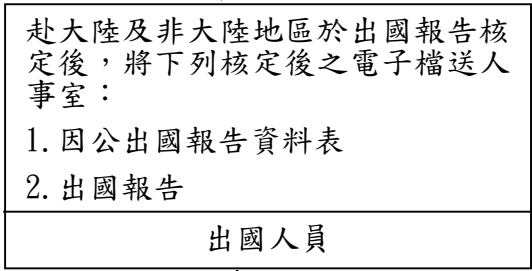 赴大陸及非大陸地區於出國報告核
定後，將下列核定後之電子檔送人
事室：
1.因公出國報告資料表
2.出國報告
出國人員